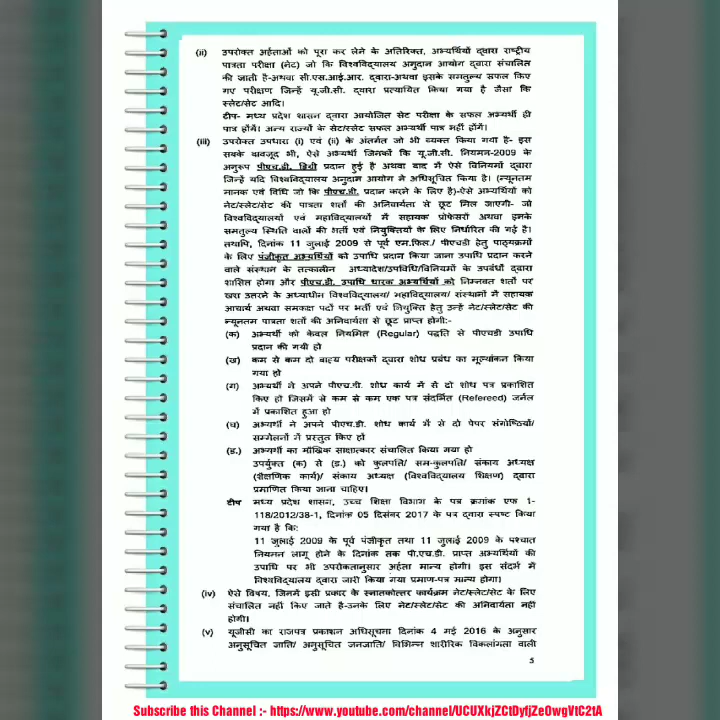 (ii) उपरोक्त अर्हताओं को पूरा कर लेने के अतिरिक्त, अभ्यर्थियों द्वारा राष्ट्रीय
पात्रता परीक्षा (नेट) जो कि विश्वविद्यालय अनुदान आयोग द्वारा संचालित
की जाती है-अथवा सी.एस.आई.आर. द्वारा-अथवा इसके समतुल्य सफल किए
गए परीक्षण जिन्हें यू.जी.सी. द्वारा प्रत्यायित किया गया है जैसा कि
स्लेट/सेट आदि।
टीप- मध्य प्रदेश शासन द्वारा आयोजित सेट परीक्षा के सफल अभ्यर्थी ही
पात्र होंगें। अन्य राज्यों के सेट/स्लेट सफल अभ्यर्थी पात्र नहीं होंगें।
(iii) उपरोक्त उपधारा (i) एवं (ii) के अंतर्गत जो भी व्यक्त किया गया है- इस
सबके बावजूद भी, ऐसे अभ्यर्थी जिनको कि यू.जी.सी. नियमन-2009 के
अनुरूप पीएच.डी. डिग्री प्रदान हुई है अथवा बाद में ऐसे विनियमों द्वारा
जिन्हें यदि विश्वविद्यालय अनुदान आयोग ने अधिसूचित किया है। (न्यूनतम
मानक एवं विधि जो कि पीएच.डी. प्रदान करने के लिए है)-ऐसे अभ्यर्थियों को
नेट/स्लेट/सेट की पात्रता शर्तों की अनिवार्यता से छूट मिल जाएगी- जो
विश्वविद्यालयों एवं महाविद्यालयों में सहायक प्रोफेसरों अथवा इनके
समतुल्य स्थिति वालों की भर्ती एवं नियुक्तियों के लिए निर्धारित की गई है।
तथापि, दिनांक 11 जुलाई 2009 से पूर्व एम.फिल./ पीएचडी हेतु पाठ्यक्रमों
के लिए पंजीकृत अभ्यर्थियों को उपाधि प्रदान किया जाना उपाधि प्रदान करने
वाले संस्थान के तत्कालीन अध्यादेश/उपविधि/विनियमों के उपबंधों द्वारा
शासित होगा और पीएच.डी. उपाधि धारक अभ्यर्थियों को निम्नवत शर्तों पर
खरा उतरने के अध्याधीन विश्वविद्यालय/ महाविद्यालय/ संस्थानों में सहायक
आचार्य अथवा समकक्ष पदों पर भर्ती एवं नियुक्ति हेतु उन्हें नेट/स्लेट/सेट की
न्यूनतम पात्रता शर्तों की अनिवार्यता से छूट प्राप्त होगी:-
(क) अभ्यर्थी को केवल नियमित (Regular) पद्धति से पीएचडी उपाधि
प्रदान की गयी हो
(ख) कम से कम दो बाह्य परीक्षकों द्वारा शोध प्रबंध का मूल्यांकन किया
गया हो
(ग) अभ्यर्थी ने अपने पीएच.डी. शोध कार्य में से दो शोध पत्र प्रकाशित
किए हों जिसमें से कम से कम एक पत्र संदर्भित (Refereed) जर्नल
में प्रकाशित हुआ हो
(घ) अभ्यर्थी ने अपने पीएच.डी. शोध कार्य में से दो पेपर संगोष्ठियों/
सम्मेलनों में प्रस्तुत किए हों
(ड.) अभ्यर्थी का मौखिक साक्षात्कार संचालित किया गया हो
उपर्युक्त (क) से (ड.) को कुलपति/ सम-कुलपति/ संकाय अध्यक्ष
(शैक्षणिक कार्य)/ संकाय अध्यक्ष (विश्वविद्यालय शिक्षण) द्वारा
प्रमाणित किया जाना चाहिए।
टीप मध्य प्रदेश शासन, उच्च शिक्षा विभाग के पत्र क्रमांक एफ 1-
118/2012/38-1, दिनांक 05 दिसंबर 2017 के पत्र द्वारा स्पष्ट किया
गया है कि:
11 जुलाई 2009 के पूर्व पंजीकृत तथा 11 जुलाई 2009 के पश्चात
नियमन लागू होने के दिनांक तक पी.एच.डी. प्राप्त अभ्यर्थियों की
उपाधि पर भी उपरोक्तानुसार अर्हता मान्य होगी। इस संदर्भ में
विश्वविद्यालय द्वारा जारी किया गया प्रमाण-पत्र मान्य होगा।
(iv) ऐसे विषय, जिनमें इसी प्रकार के स्नातकोत्तर कार्यक्रम नेट/स्लेट/सेट के लिए
संचालित नहीं किए जाते है-उनके लिए नेट/स्लेट/सेट की अनिवार्यता नहीं
होगी।
(v) यूजीसी का राजपत्र प्रकाशन अधिसूचना दिनांक 4 मई 2016 के अनुसार
अनुसूचित जाति/ अनुसूचित जनजाति/ विभिन्न शारीरिक विकलांगता वाली
5
Subscribe this Channel :- https://www.youtube.com/channel/UCUXkjZCtDyfjZeOwgVtC2tA